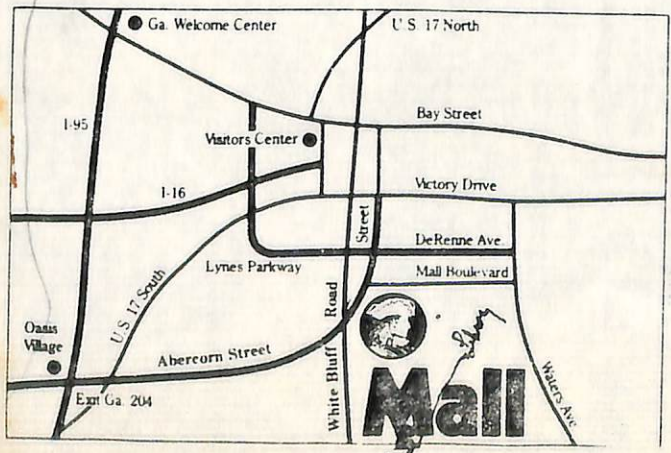 Ga. Welcome Center
U.S. 17 North
Bay Street
I-95
Visitors Center
I-16
Victory Drive
Street
DeRenne Ave.
Lynes Parkway
Mall Boulevard
U.S. 17 South
Oasis
Village
Abercorn Street
White Bluff Road
Exit Ga. 204
Mall
Waters Ave